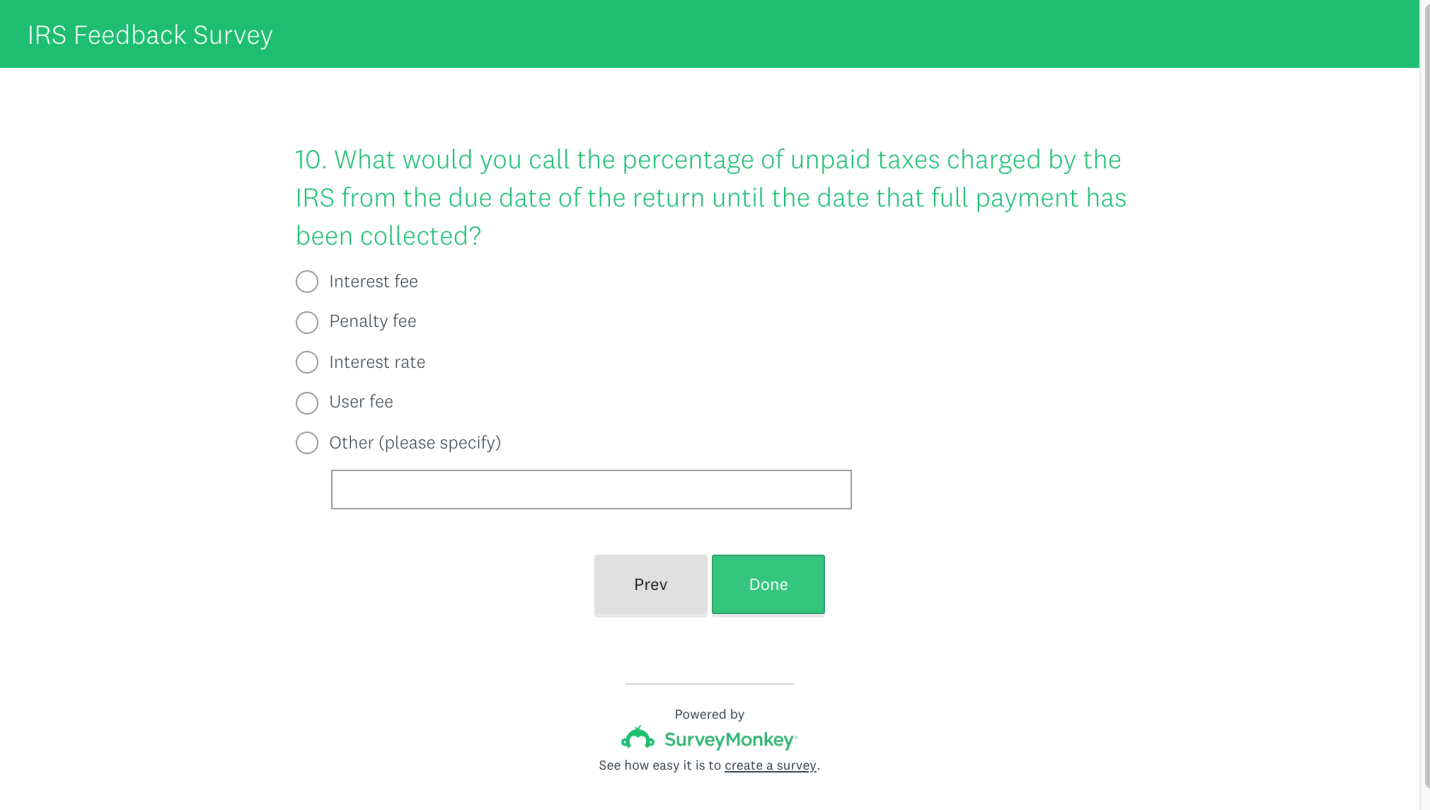 IRS Feedback Survey
10. What would you call the percentage of unpaid taxes charged by the
IRS from the due date of the return until the date that full payment has
been collected?
Interest fee
Penalty fee
Interest rate
User fee
Other (please specify)
Prev Done
Powered by
SurveyMonkey
See how easy it is to create a survey.